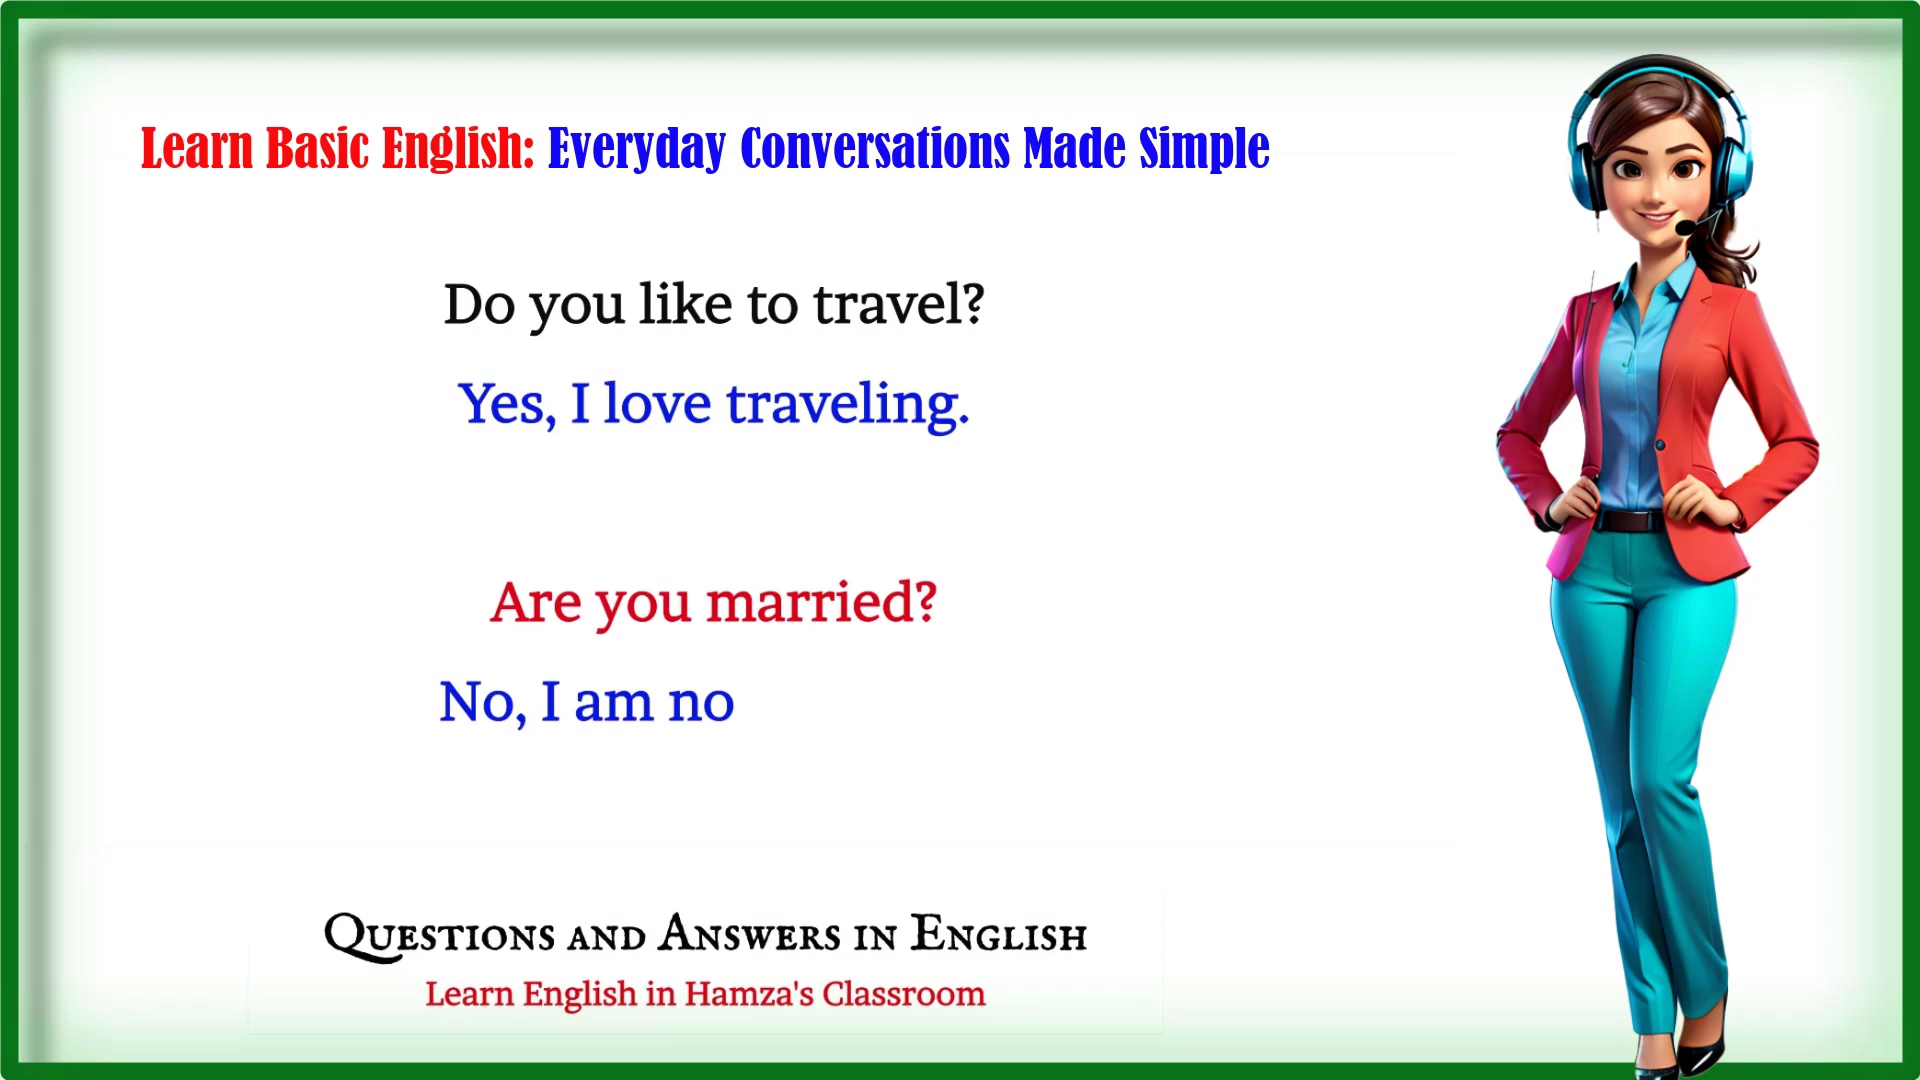 Learn Basic English: Everyday Conversations Made Simple
Do you like to travel?
Yes, I love traveling.
Are you married?
No, I am no
Questions and Answers in English
Learn English in Hamza's Classroom